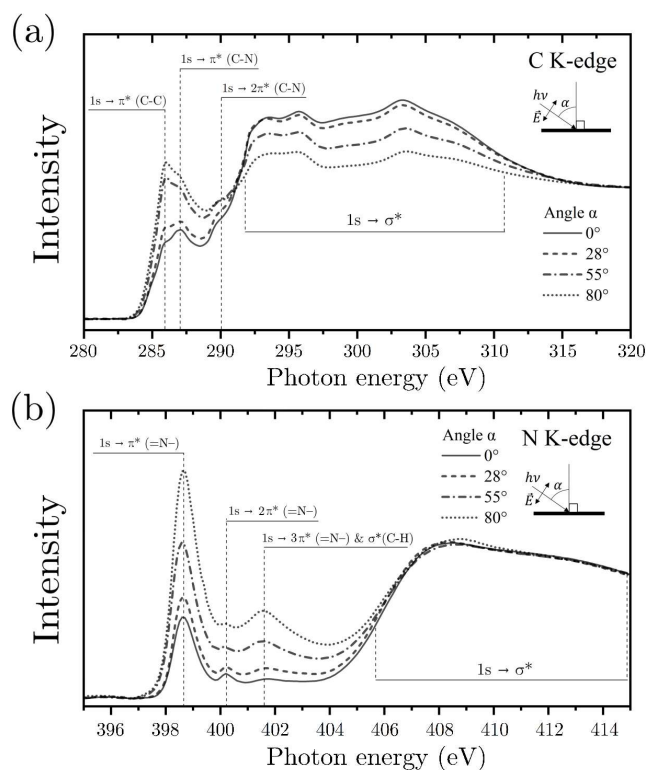 (a)
C K-edge
hν
α
E⃗
1s → π* (C-N)
1s → π* (C-C)
1s → 2π* (C-N)
Intensity
1s → σ*
Angle α
0°
28°
55°
80°
280 285 290 295 300 305 310 315 320
Photon energy (eV)
(b)
N K-edge
hν
α
E⃗
Angle α
0°
28°
55°
80°
1s → π* (=N–)
1s → 2π* (=N–)
1s → 3π* (=N–) & σ*(C-H)
Intensity
1s → σ*
396 398 400 402 404 406 408 410 412 414
Photon energy (eV)